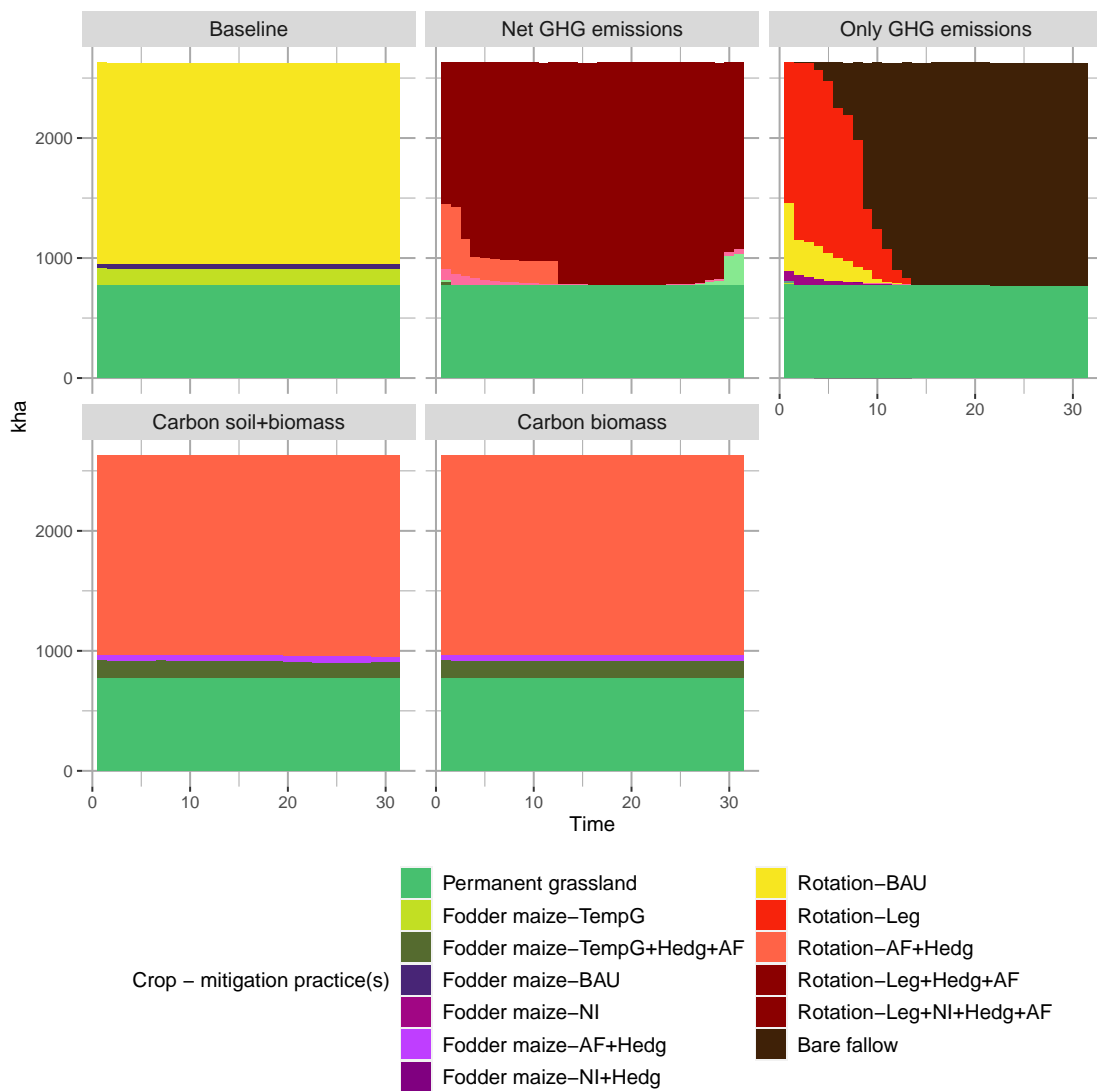 Baseline
Net GHG emissions
Only GHG emissions
2000
1000
0
0
10
20
30
Carbon soil+biomass
Carbon biomass
2000
1000
0
0
10
20
30
0
10
20
30
kha
Time
Crop − mitigation practice(s)
Permanent grassland
Fodder maize−TempG
Fodder maize−TempG+Hedg+AF
Fodder maize−BAU
Fodder maize−NI
Fodder maize−AF+Hedg
Fodder maize−NI+Hedg
Rotation−BAU
Rotation−Leg
Rotation−AF+Hedg
Rotation−Leg+Hedg+AF
Rotation−Leg+NI+Hedg+AF
Bare fallow